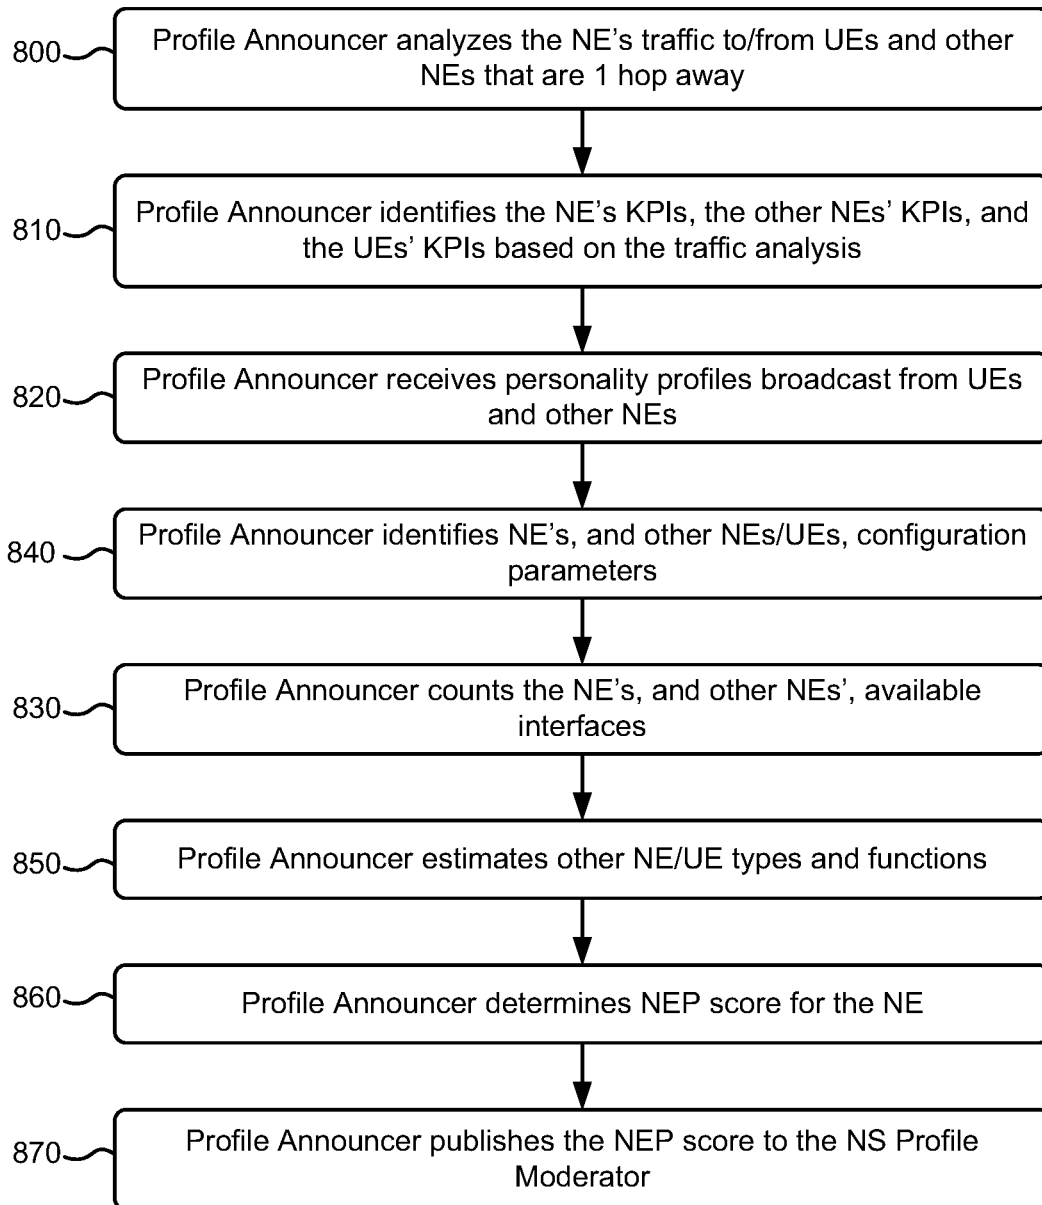 800
Profile Announcer analyzes the NE's traffic to/from UEs and other
NEs that are 1 hop away
810
Profile Announcer identifies the NE's KPIs, the other NEs' KPIs, and
the UEs' KPIs based on the traffic analysis
820
Profile Announcer receives personality profiles broadcast from UEs
and other NEs
840
Profile Announcer identifies NE's, and other NEs/UEs, configuration
parameters
830
Profile Announcer counts the NE's, and other NEs', available
interfaces
850
Profile Announcer estimates other NE/UE types and functions
860
Profile Announcer determines NEP score for the NE
870
Profile Announcer publishes the NEP score to the NS Profile
Moderator